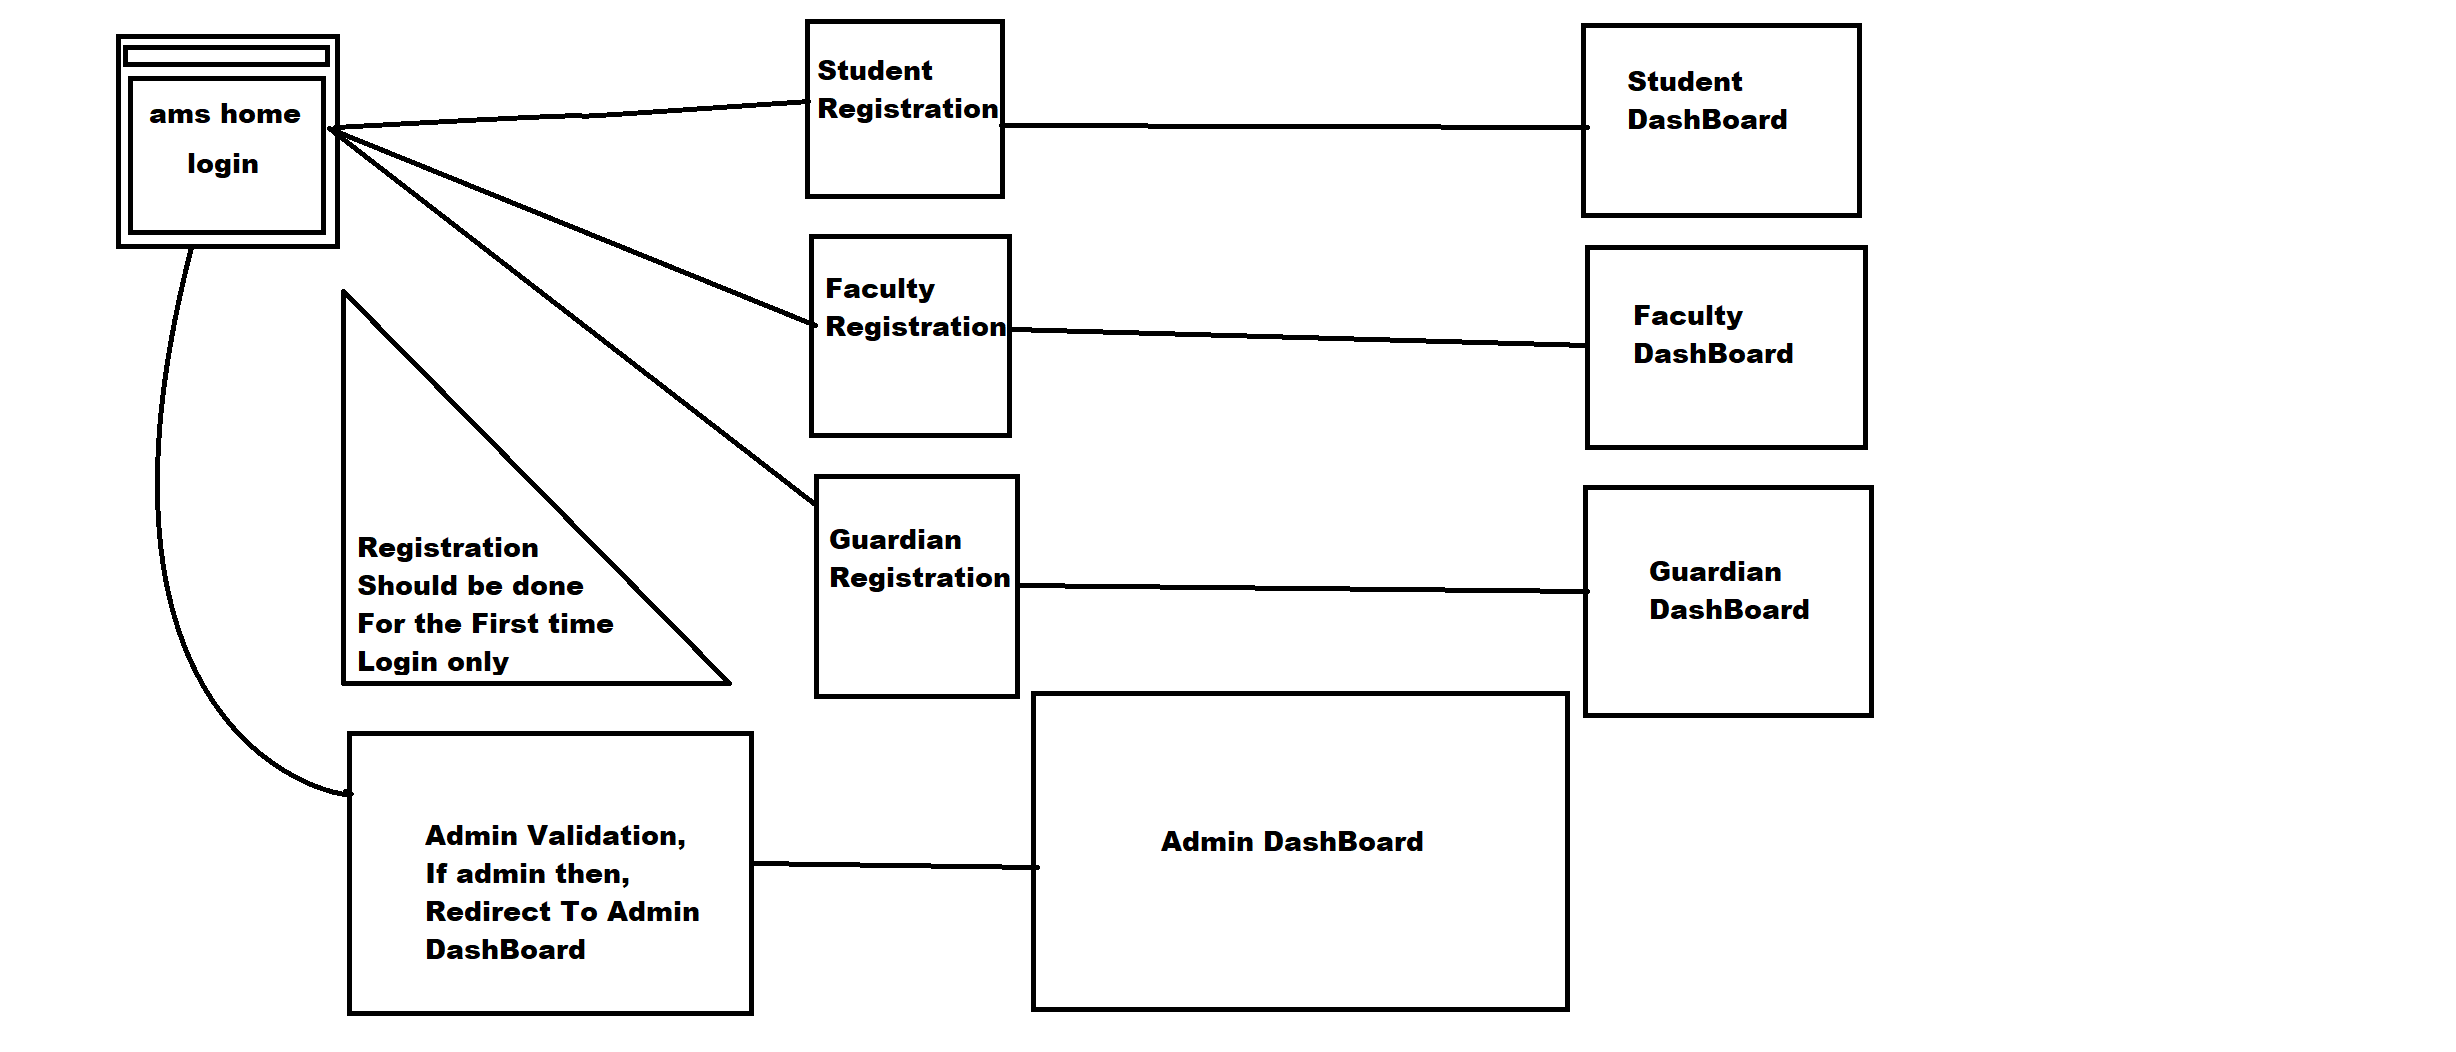 ams home
login
Student
Registration
Student
DashBoard
Faculty
Registration
Faculty
DashBoard
Registration
Should be done
For the First time
Login only
Guardian
Registration
Guardian
DashBoard
Admin Validation,
If admin then,
Redirect To Admin
DashBoard
Admin DashBoard